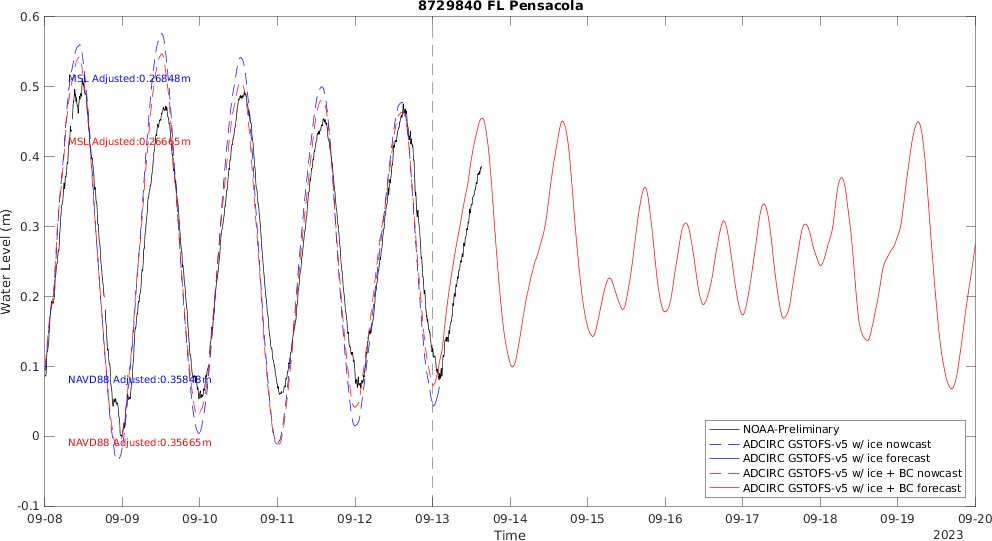 8729840 FL Pensacola
0.6
0.5
0.4
0.3
0.2
0.1
0
-0.1
Water Level (m)
MSL Adjusted:0.26848m
MSL Adjusted:0.26665m
NAVD88 Adjusted:0.35848m
NAVD88 Adjusted:0.35665m
NOAA-Preliminary
ADCIRC GSTOFS-v5 w/ ice nowcast
ADCIRC GSTOFS-v5 w/ ice forecast
ADCIRC GSTOFS-v5 w/ ice + BC nowcast
ADCIRC GSTOFS-v5 w/ ice + BC forecast
09-08 09-09 09-10 09-11 09-12 09-13 09-14 09-15 09-16 09-17 09-18 09-19 09-20
Time
2023